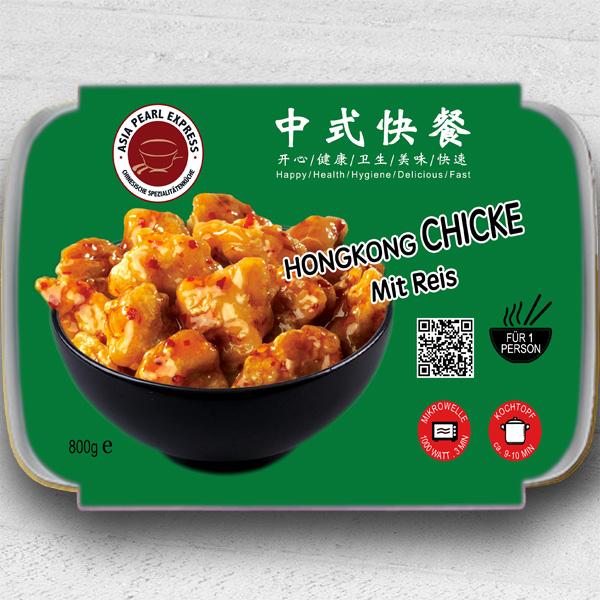 ASIA PEARL EXPRESS
CHINESISCHE SPEZIALITÄTENKÜCHE
中式快餐
开心/健康/卫生/美味/快速
Happy/Health/Hygiene/Delicious/Fast
HONGKONG CHICKE
Mit Reis
FÜR 1
PERSON
MIKROWELLE
1000 WATT . 3 MIN
KOCHTOPF
ca. 9-10 MIN
800g e